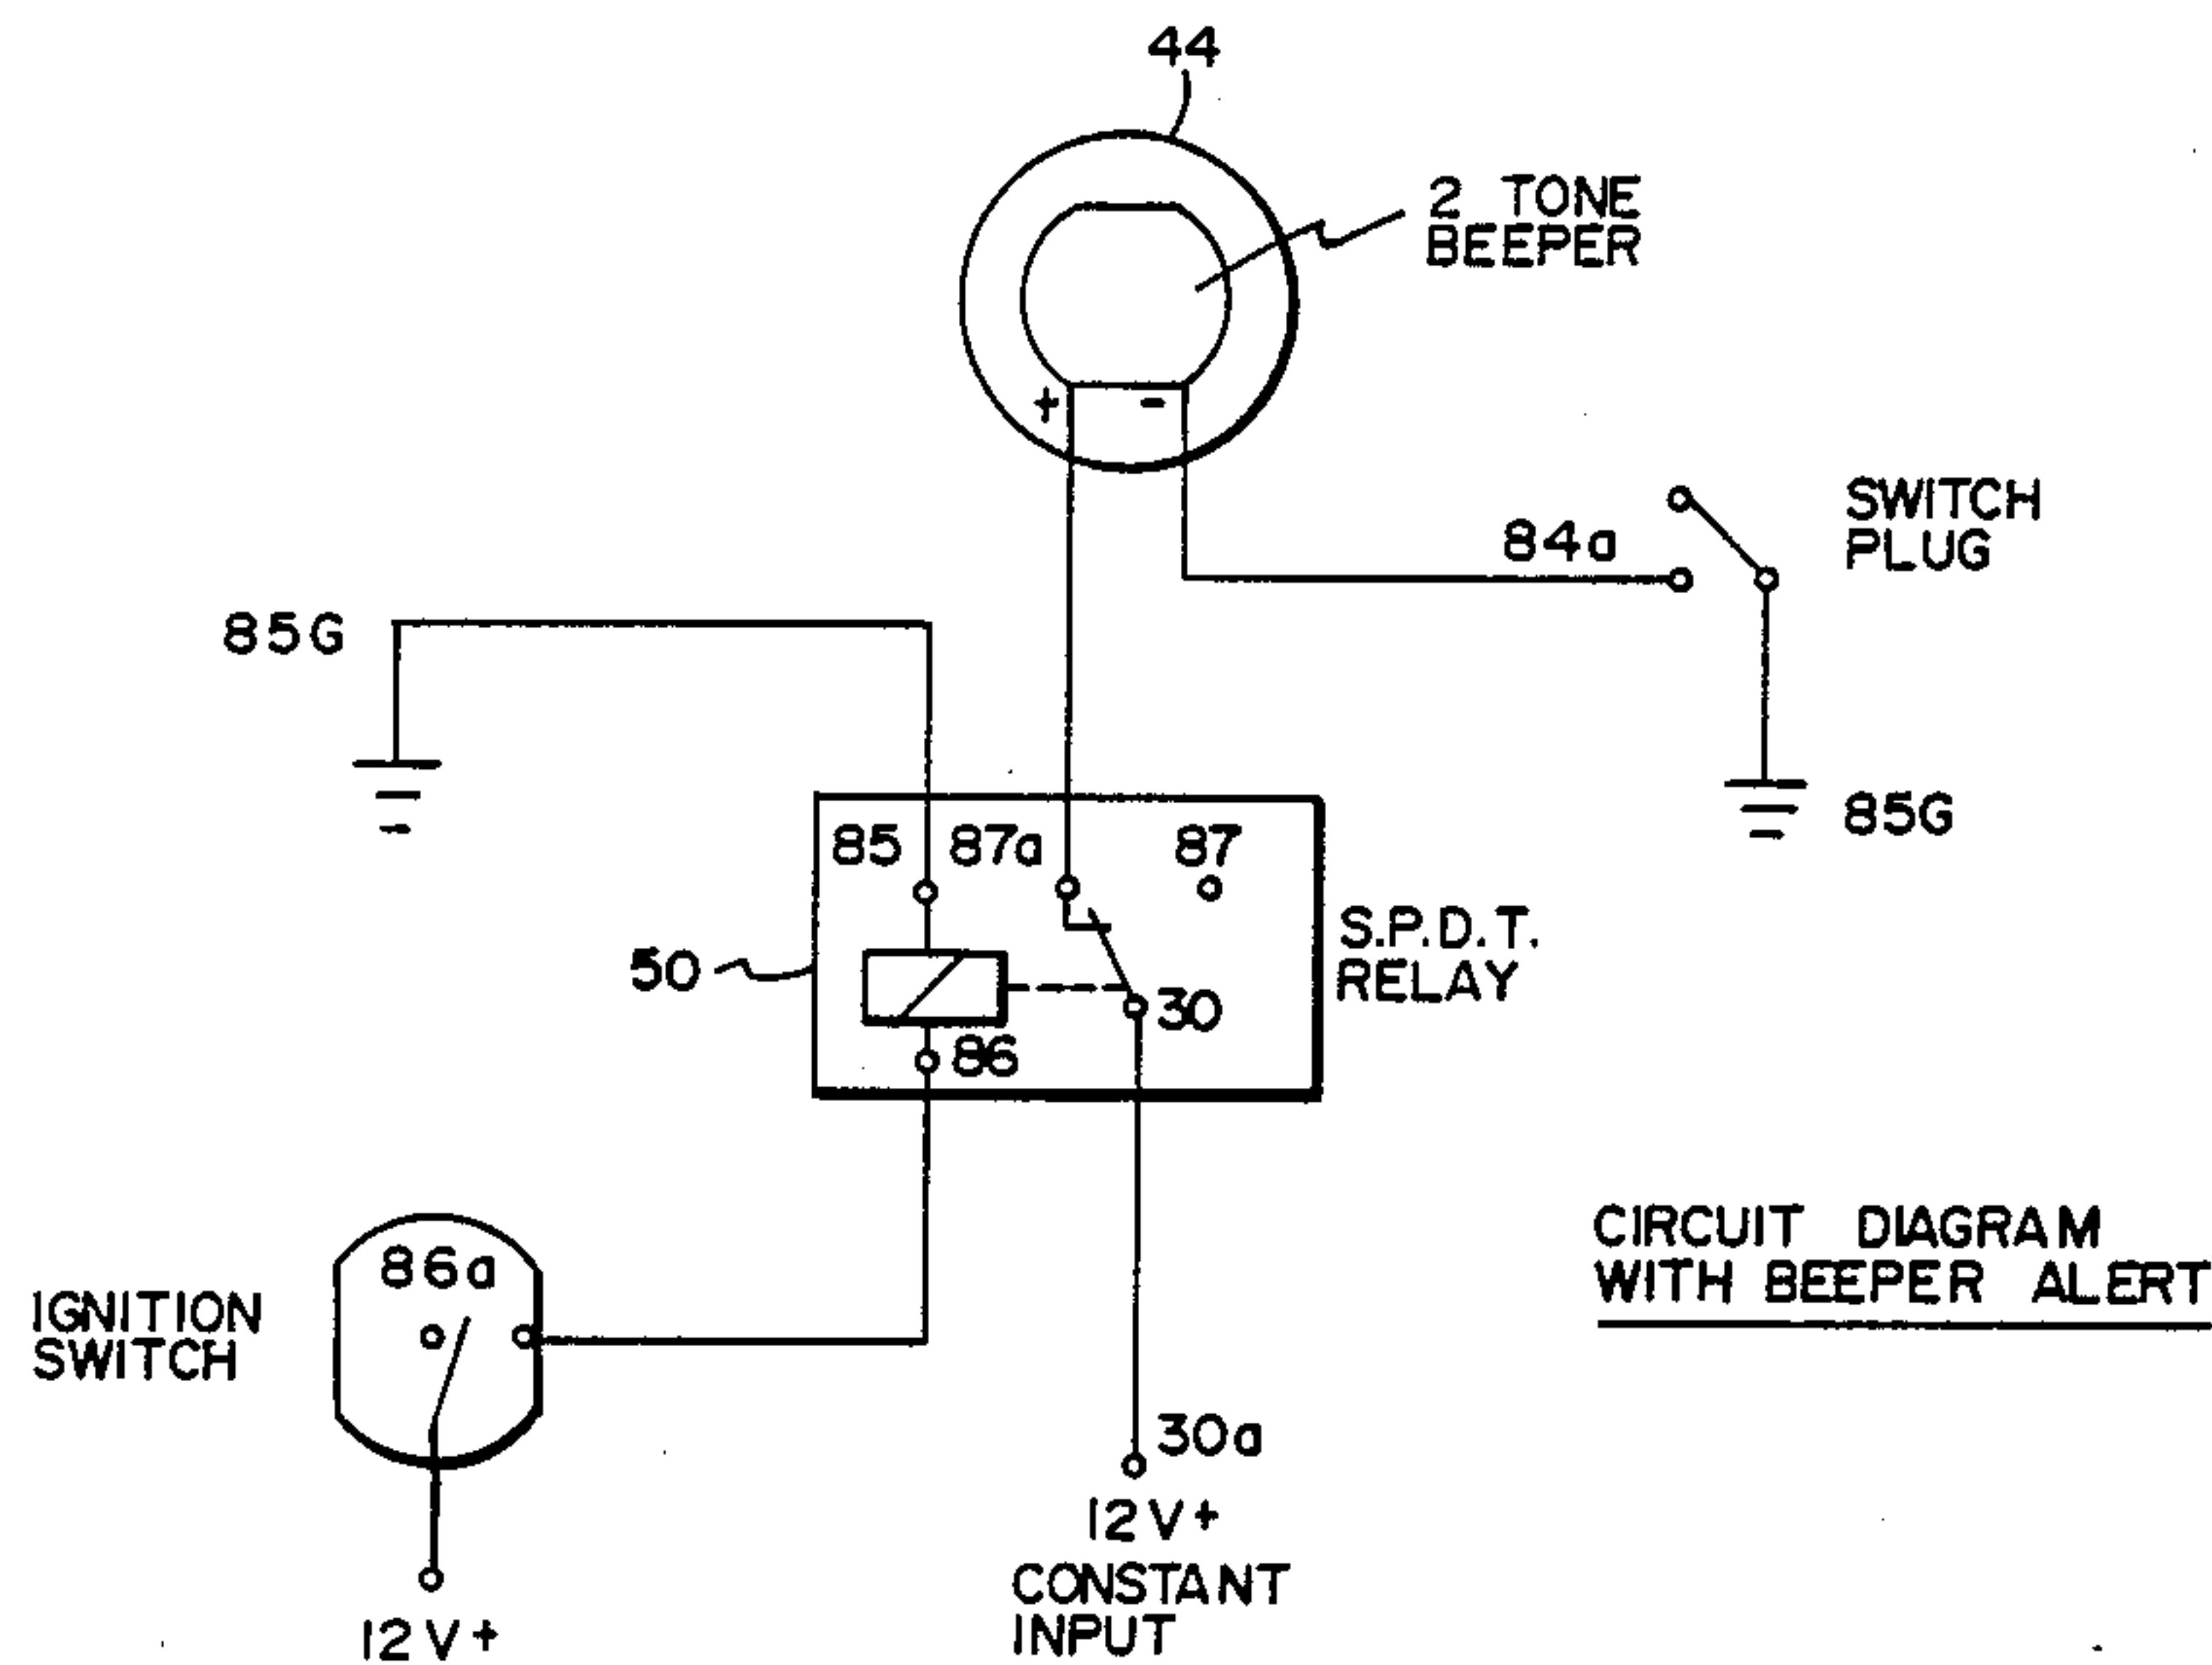 44
2 TONE
BEEPER
+ -
SWITCH
PLUG
84a
85G
85G
85 87a 87
S.P.D.T.
RELAY
50
30
86
CIRCUIT DIAGRAM
WITH BEEPER ALERT
86a
IGNITION
SWITCH
30a
12V+
CONSTANT
INPUT
12V+